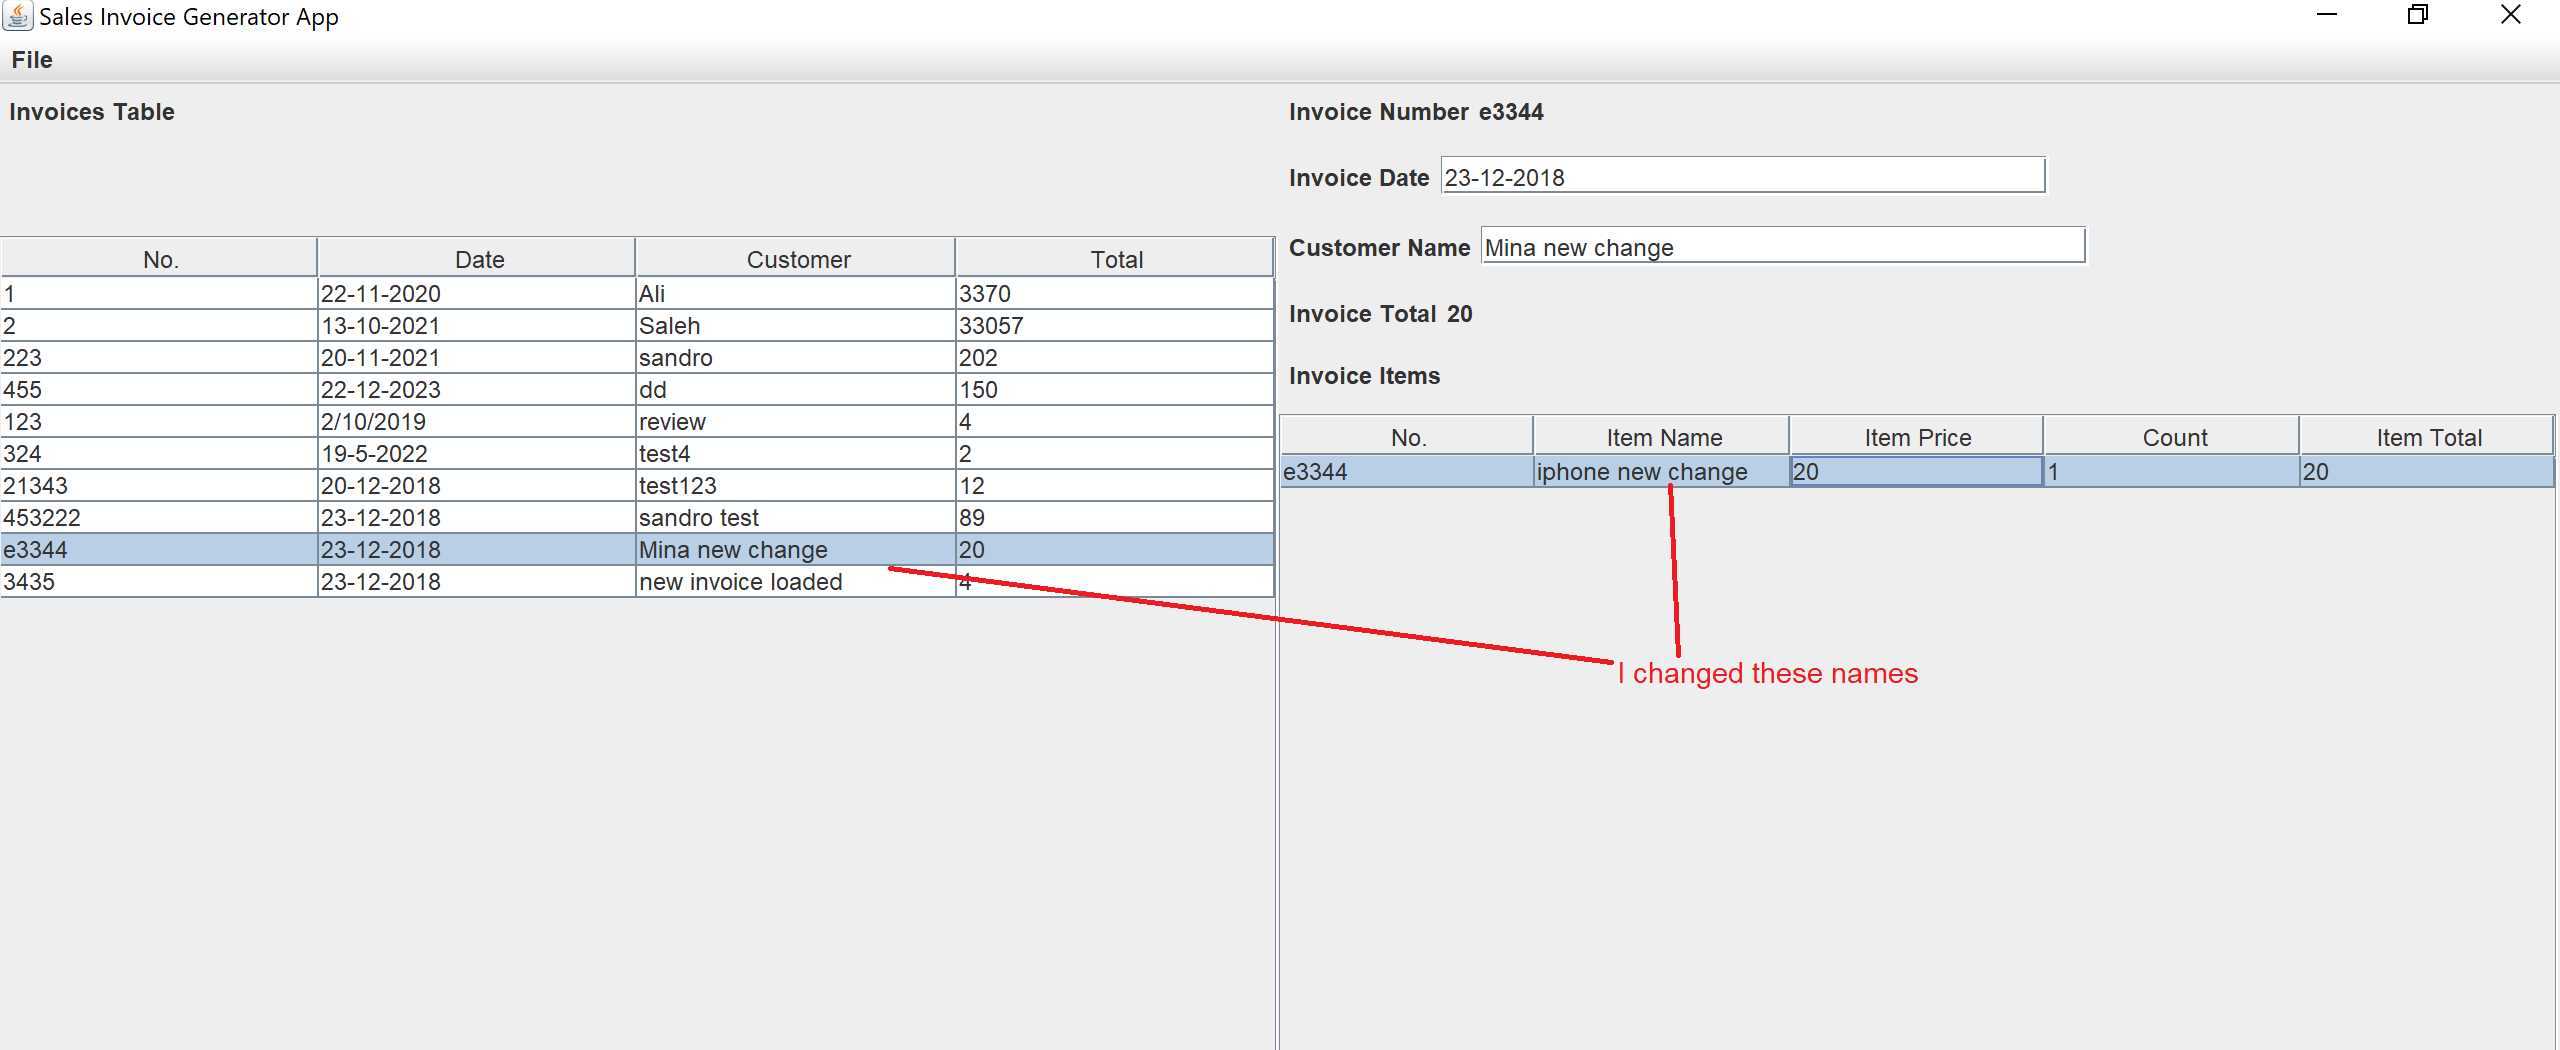 Sales Invoice Generator App
File
Invoices Table
No. Date Customer Total
1 22-11-2020 Ali 3370
2 13-10-2021 Saleh 33057
223 20-11-2021 sandro 202
455 22-12-2023 dd 150
123 2/10/2019 review 4
324 19-5-2022 test4 2
21343 20-12-2018 test123 12
453222 23-12-2018 sandro test 89
e3344 23-12-2018 Mina new change 20
3435 23-12-2018 new invoice loaded 4
Invoice Number e3344
Invoice Date 23-12-2018
Customer Name Mina new change
Invoice Total 20
Invoice Items
No. Item Name Item Price Count Item Total
e3344 iphone new change 20 1 20
I changed these names